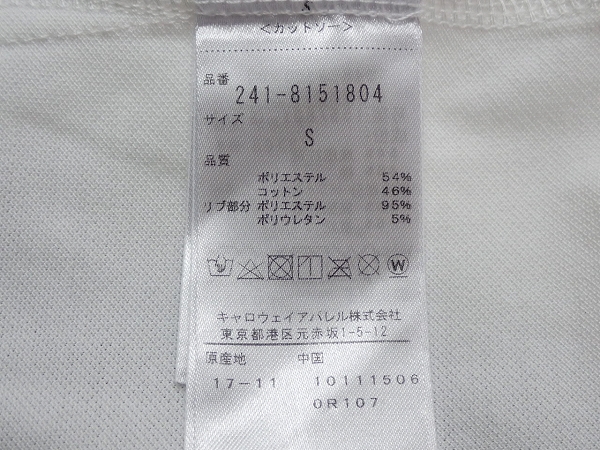 S
<カットソー>
品番
241-8151804
サイズ
S
品質
ポリエステル 54%
コットン 46%
リブ部分 ポリエステル 95%
ポリウレタン 5%
W
キャロウェイアパレル株式会社
東京都港区元赤坂1-5-12
原産地 中国
17-11 10111506
0R107